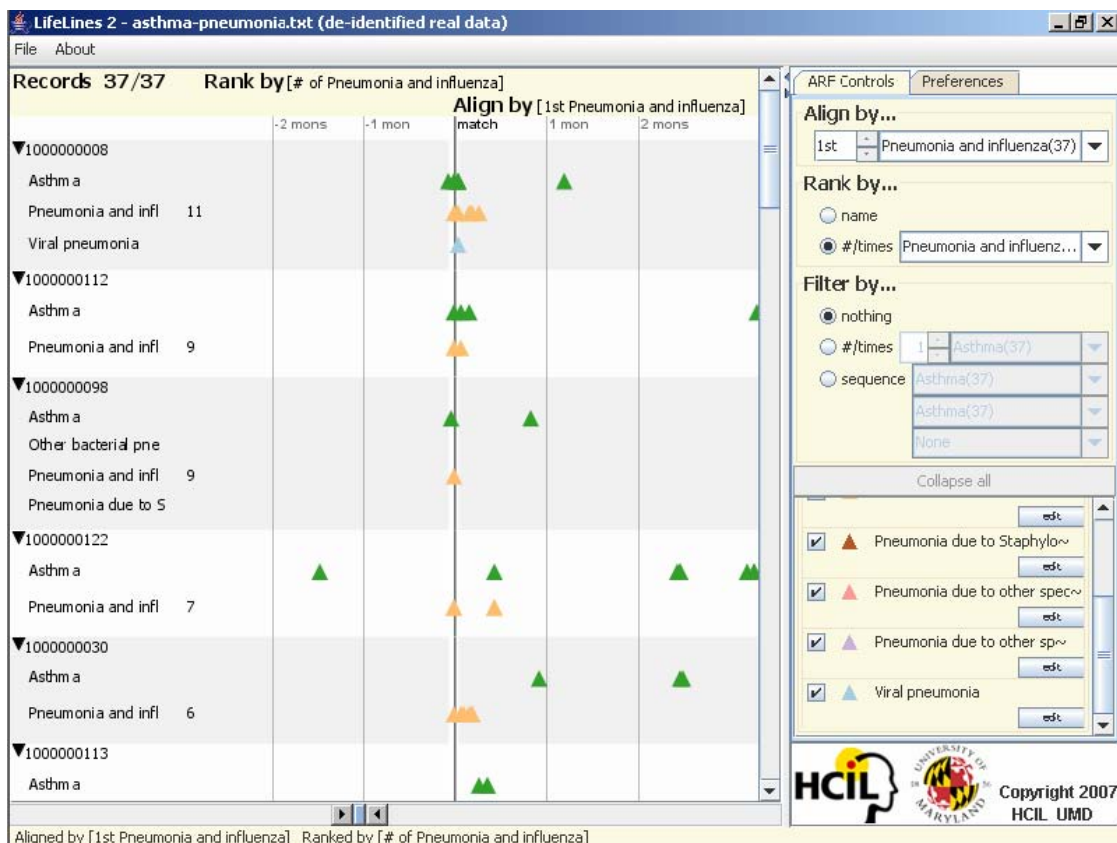 LifeLines 2 - asthma-pneumonia.txt (de-identified real data)
File About
Records 37/37 Rank by [# of Pneumonia and influenza]
Align by [1st Pneumonia and influenza]
-2 mons -1 mon match 1 mon 2 mons
1000000008
Asthma
Pneumonia and infl 11
Viral pneumonia
1000000112
Asthma
Pneumonia and infl 9
1000000098
Asthma
Other bacterial pne
Pneumonia and infl 9
Pneumonia due to S
1000000122
Asthma
Pneumonia and infl 7
1000000030
Asthma
Pneumonia and infl 6
1000000113
Asthma
ARF Controls Preferences
Align by...
1st Pneumonia and influenza(37)
Rank by...
name
#/times Pneumonia and influenz...
Filter by...
nothing
#/times 1 Asthma(37)
sequence Asthma(37)
Asthma(37)
None
Collapse all
edit
Pneumonia due to Staphylo~
edit
Pneumonia due to other spec~
edit
Pneumonia due to other sp~
edit
Viral pneumonia
edit
HCIL
UNIVERSITY OF
18 56
MARYLAND
Copyright 2007
HCIL UMD
Aligned by [1st Pneumonia and influenza] Ranked by [# of Pneumonia and influenza]